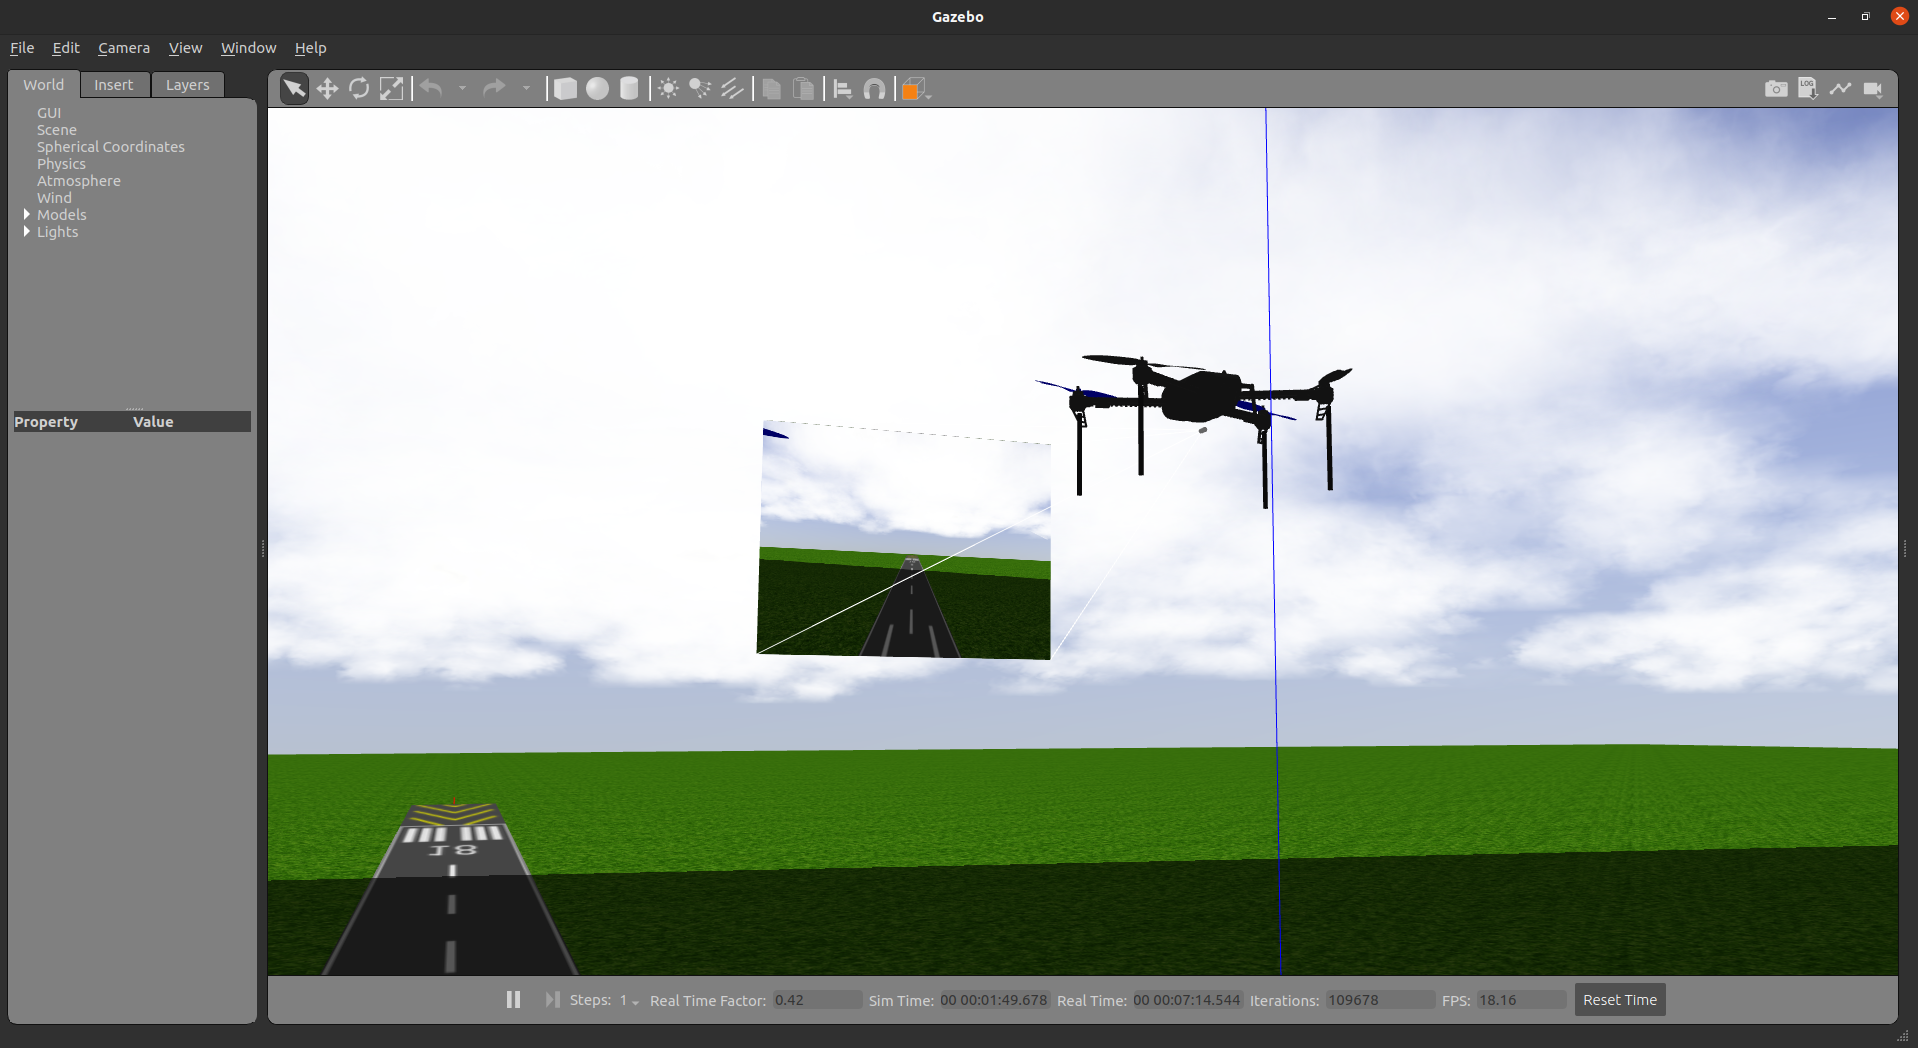 Gazebo
File Edit Camera View Window Help
World Insert Layers
LOG
GUI
Scene
Spherical Coordinates
Physics
Atmosphere
Wind
Models
Lights
Property Value
18
Steps: 1 Real Time Factor: 0.42 Sim Time: 00 00:01:49.678 Real Time: 00 00:07:14.544 Iterations: 109678 FPS: 18.16 Reset Time